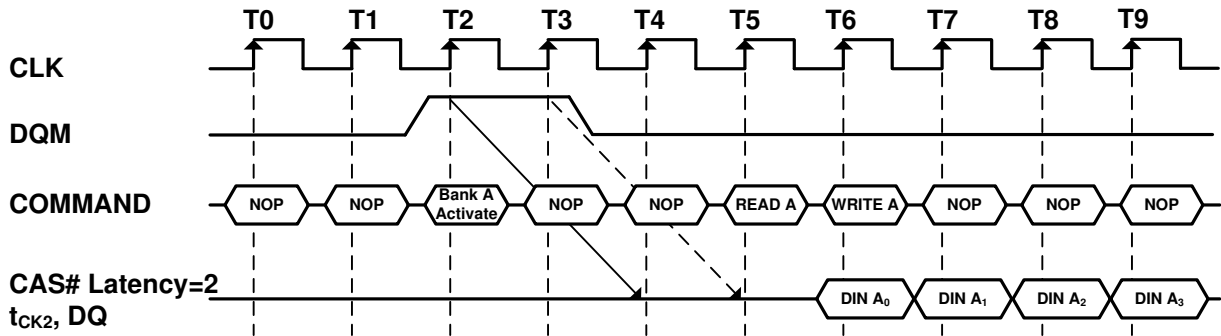 T0 T1 T2 T3 T4 T5 T6 T7 T8 T9
CLK
DQM
COMMAND NOP NOP Bank A Activate NOP NOP READ A WRITE A NOP NOP NOP
CAS# Latency=2
tCK2, DQ DIN A0 DIN A1 DIN A2 DIN A3